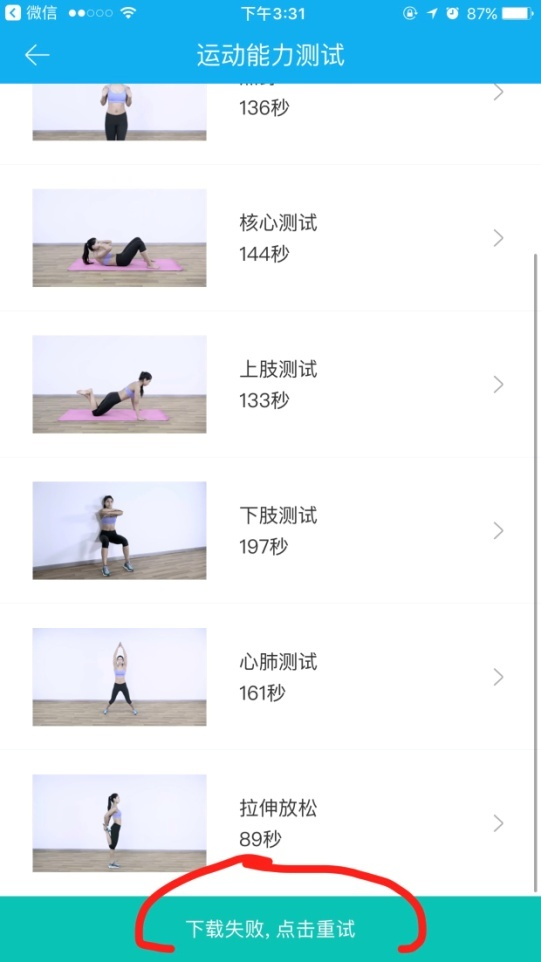 微信
下午3:31
87%
运动能力测试
136秒
核心测试
144秒
上肢测试
133秒
下肢测试
197秒
心肺测试
161秒
拉伸放松
89秒
下载失败, 点击重试